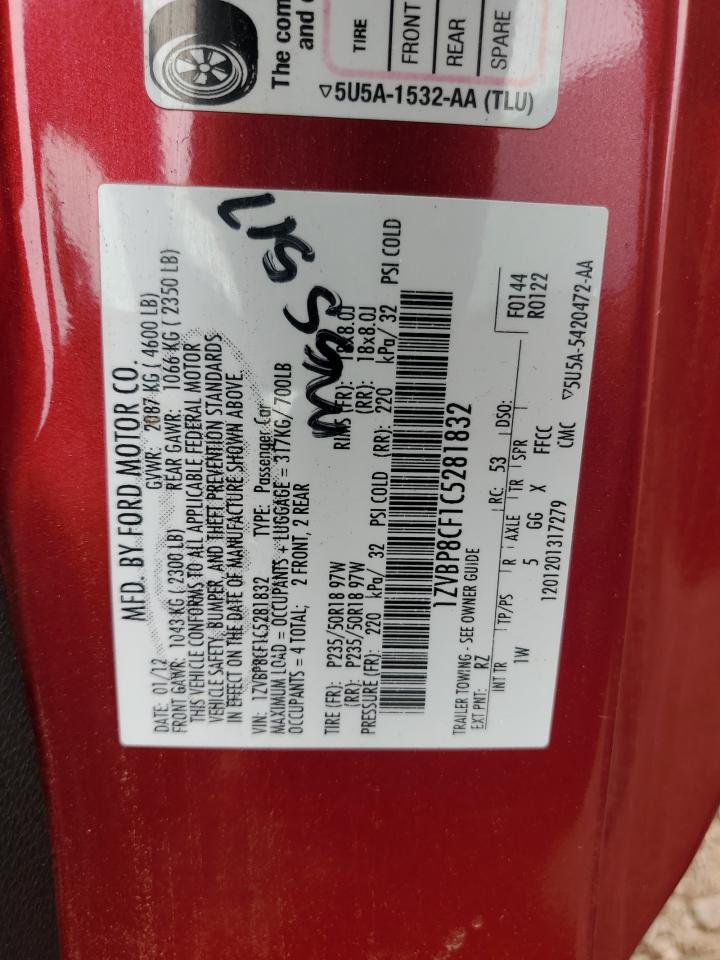 The com
and c
TIRE
FRONT
REAR
SPARE
▽5U5A-1532-AA (TLU)
MFD. BY FORD MOTOR CO.
DATE: 01/12 GVWR: 2087 KG ( 4600 LB)
FRONT GAWR: 1043 KG ( 2300 LB) REAR GAWR: 1066 KG ( 2350 LB)
THIS VEHICLE CONFORMS TO ALL APPLICABLE FEDERAL MOTOR
VEHICLE SAFETY, BUMPER, AND THEFT PREVENTION STANDARDS
IN EFFECT ON THE DATE OF MANUFACTURE SHOWN ABOVE.
VIN: 1ZVBP8CF1C5281832 TYPE: Passenger Car
MAXIMUM LOAD = OCCUPANTS + LUGGAGE = 317KG/ 700LB
OCCUPANTS = 4 TOTAL; 2 FRONT, 2 REAR
TIRE (FR): P235/50R18 97W RIMS (FR): 18x8.0J
(RR): P235/50R18 97W (RR): 18x8.0J
PRESSURE (FR): 220 kPa/ 32 PSI COLD (RR): 220 kPa/ 32 PSI COLD
1ZVBP8CF1C5281832
TRAILER TOWING - SEE OWNER GUIDE
EXT PNT: RZ RC: 53 DSO: F0144
INT TR TP/PS R AXLE TR SPR R0122
1W 5 GG X FFCC
12012013 17279 CMC
▽5U5A-5420472-AA